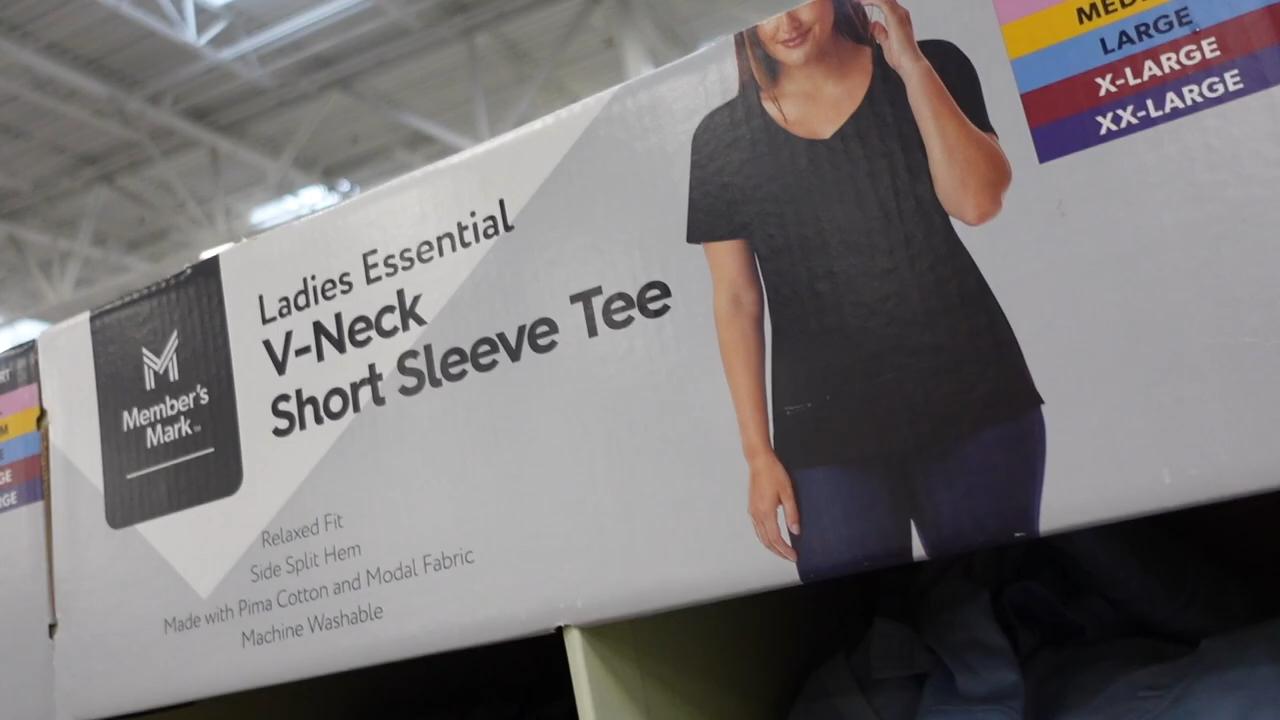 Member's
Mark™
Ladies Essential
V-Neck
Short Sleeve Tee
Relaxed Fit
Side Split Hem
Made with Pima Cotton and Modal Fabric
Machine Washable
LARGE
X-LARGE
XX-LARGE